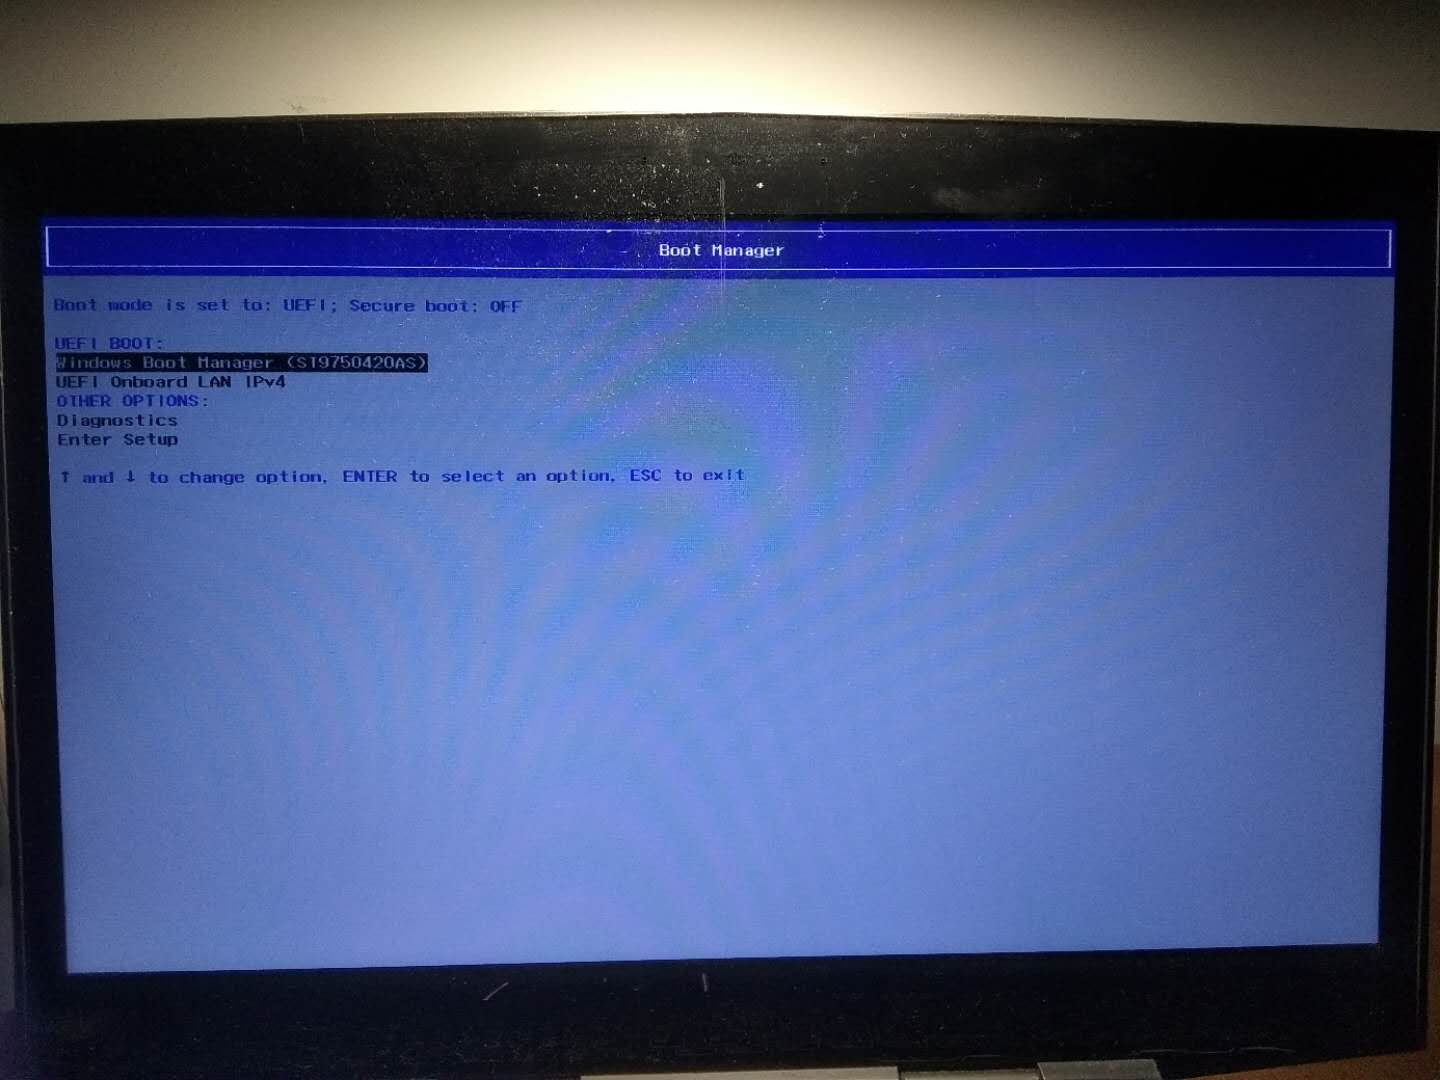 Boot Manager
Boot mode is set to: UEFI; Secure boot: OFF
UEFI BOOT:
Windows Boot Manager (ST9750420AS)
UEFI Onboard LAN IPv4
OTHER OPTIONS:
Diagnostics
Enter Setup
↑ and ↓ to change option, ENTER to select an option, ESC to exit